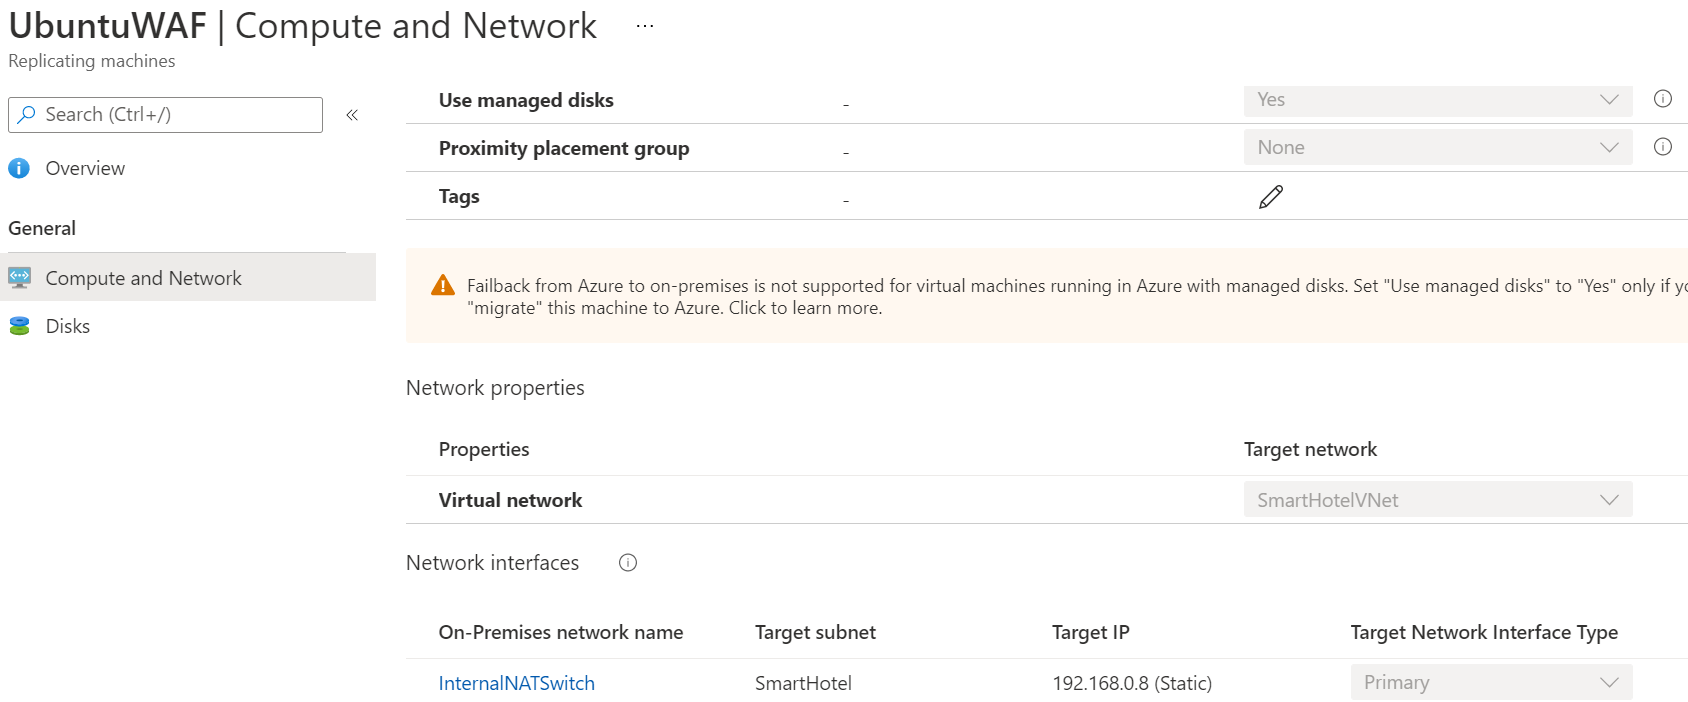 UbuntuWAF | Compute and Network ...
Replicating machines
Search (Ctrl+/)
«
Overview
General
Compute and Network
Disks
Use managed disks - Yes
Proximity placement group - None
Tags -
Failback from Azure to on-premises is not supported for virtual machines running in Azure with managed disks. Set "Use managed disks" to "Yes" only if
"migrate" this machine to Azure. Click to learn more.
Network properties
Properties Target network
Virtual network SmartHotelVNet
Network interfaces
On-Premises network name Target subnet Target IP Target Network Interface Type
InternalNATSwitch SmartHotel 192.168.0.8 (Static) Primary